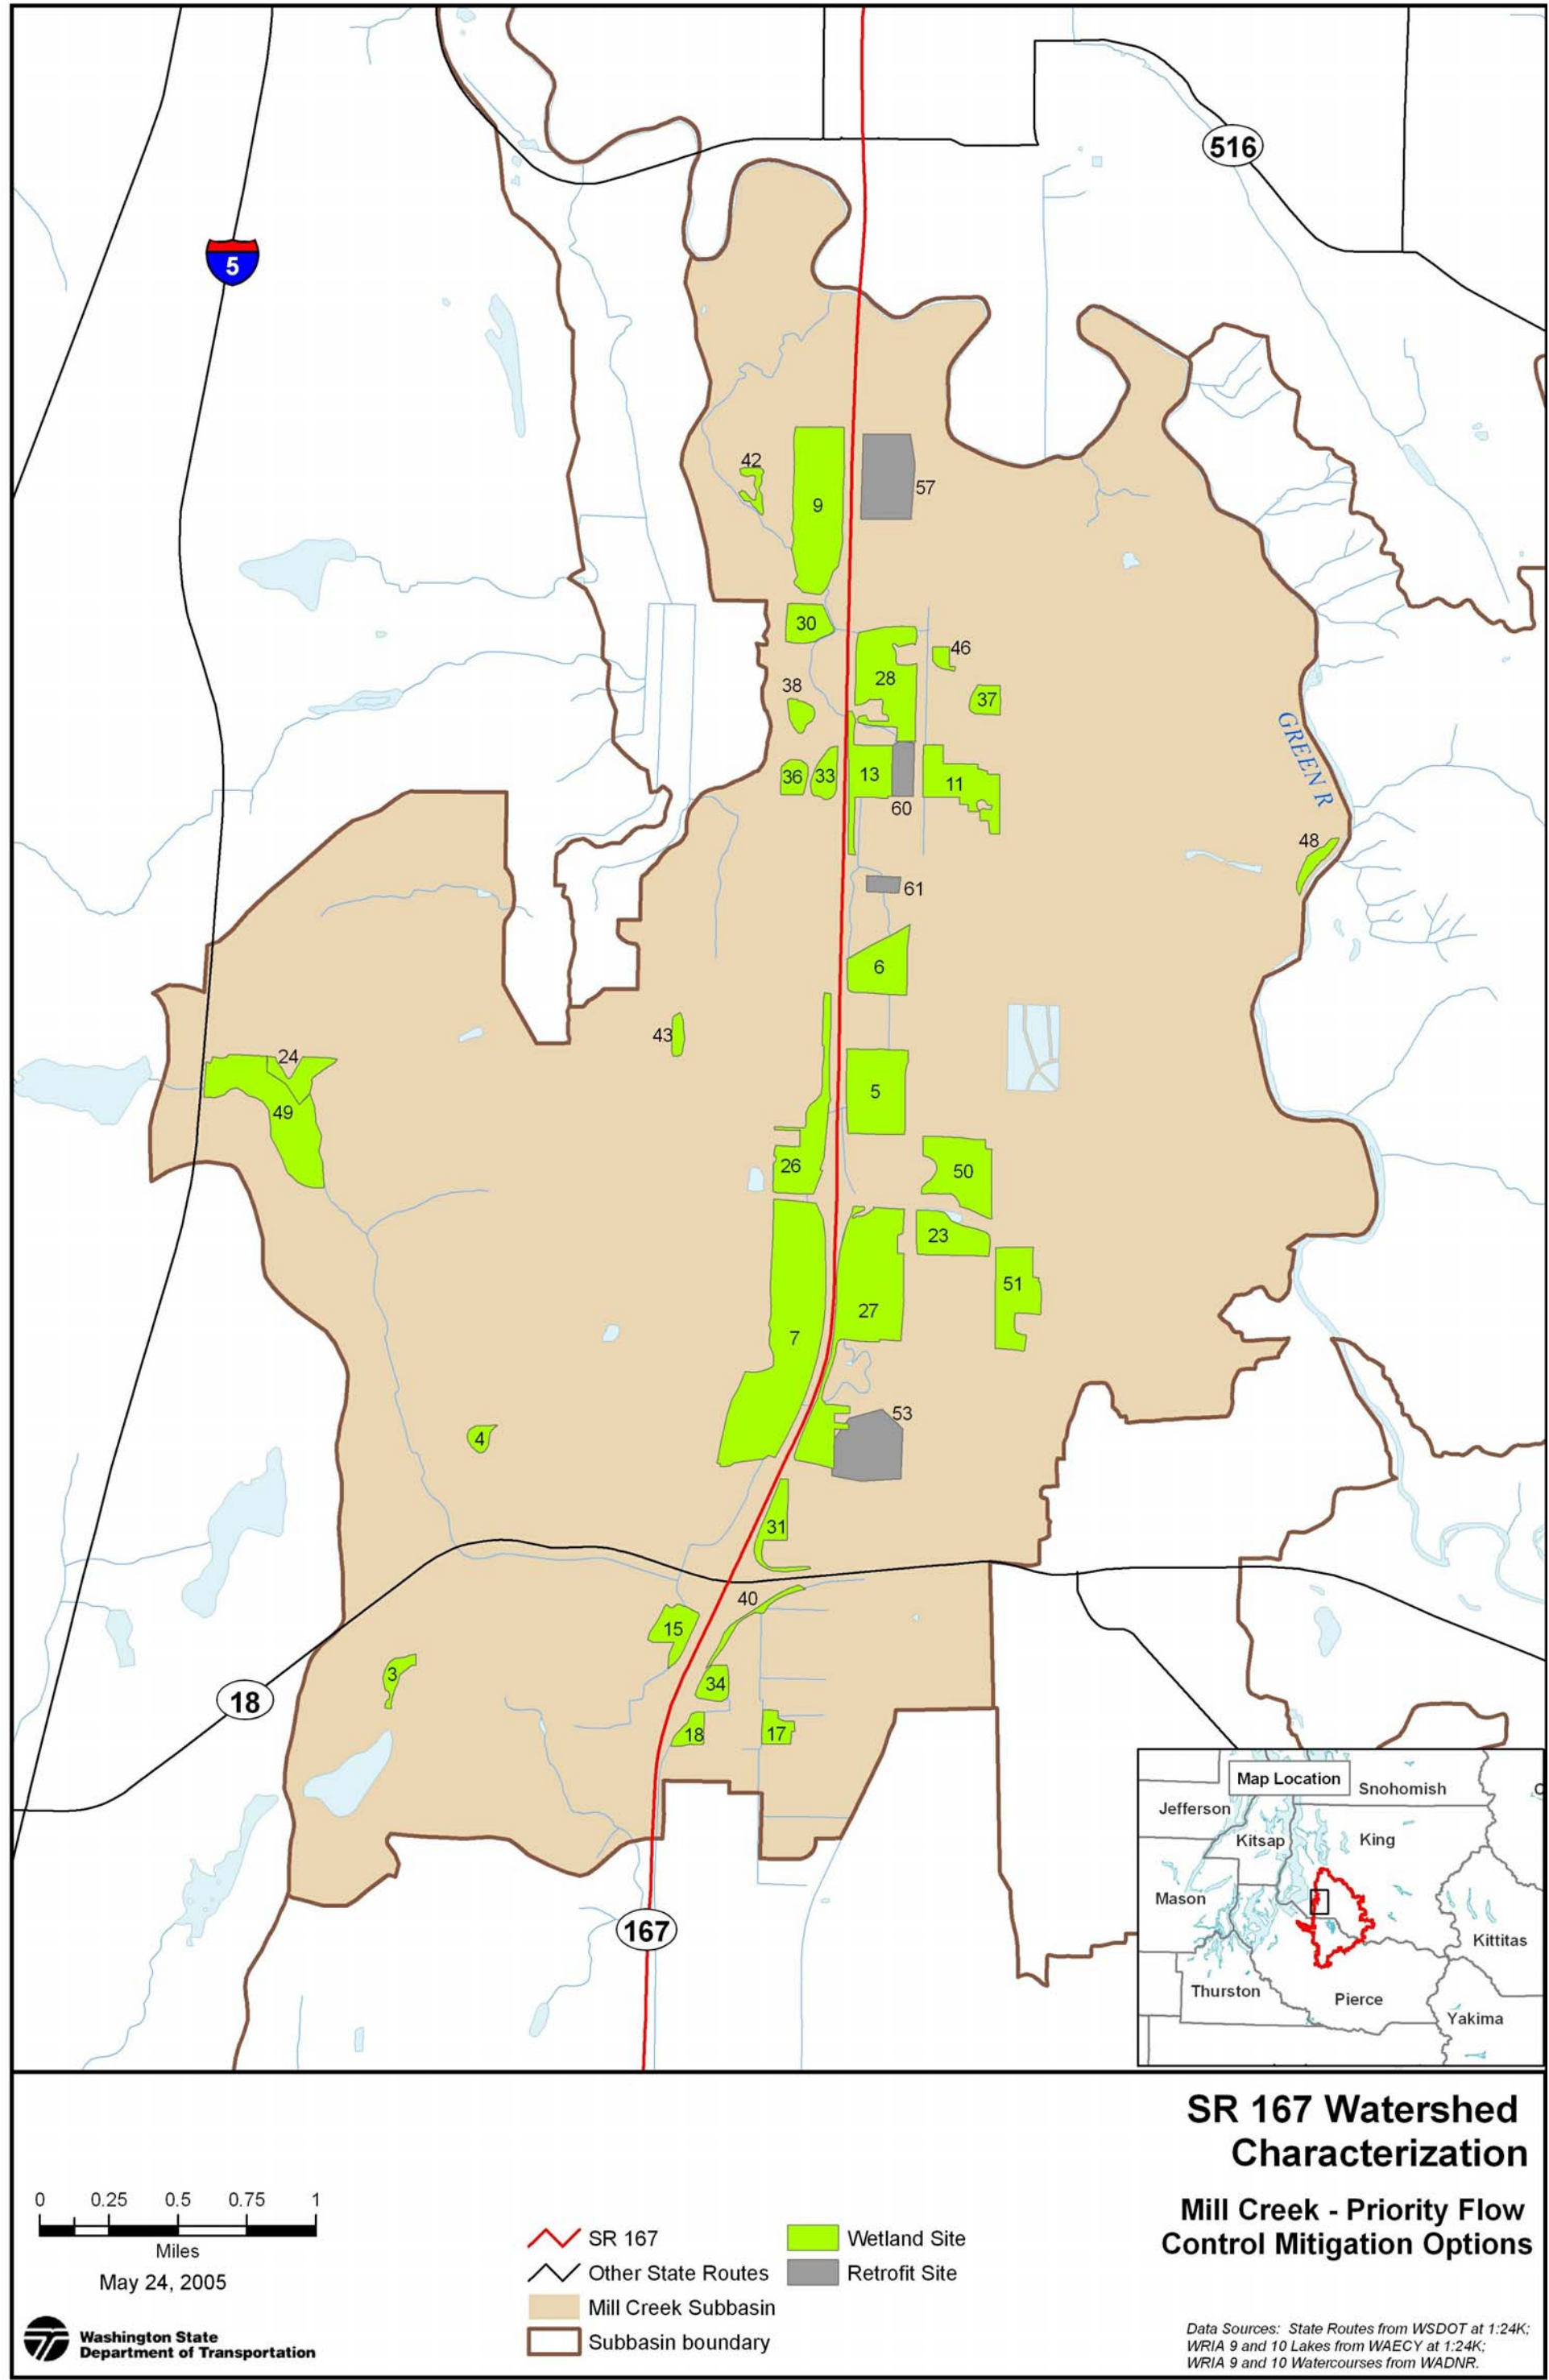 516
5
42
57
9
30
46
28
38
37
36
33
13
11
60
GREEN R
48
61
6
43
24
5
49
26
50
23
51
27
7
53
4
31
40
15
3
34
18
18
17
167
Map Location
Snohomish
Jefferson
Kitsap
King
Mason
Kittitas
Thurston
Pierce
Yakima
SR 167 Watershed
Characterization
Mill Creek - Priority Flow
Control Mitigation Options
0 0.25 0.5 0.75 1
Miles
May 24, 2005
Washington State
Department of Transportation
SR 167
Other State Routes
Mill Creek Subbasin
Subbasin boundary
Wetland Site
Retrofit Site
Data Sources: State Routes from WSDOT at 1:24K;
WRIA 9 and 10 Lakes from WAECY at 1:24K;
WRIA 9 and 10 Watercourses from WADNR.